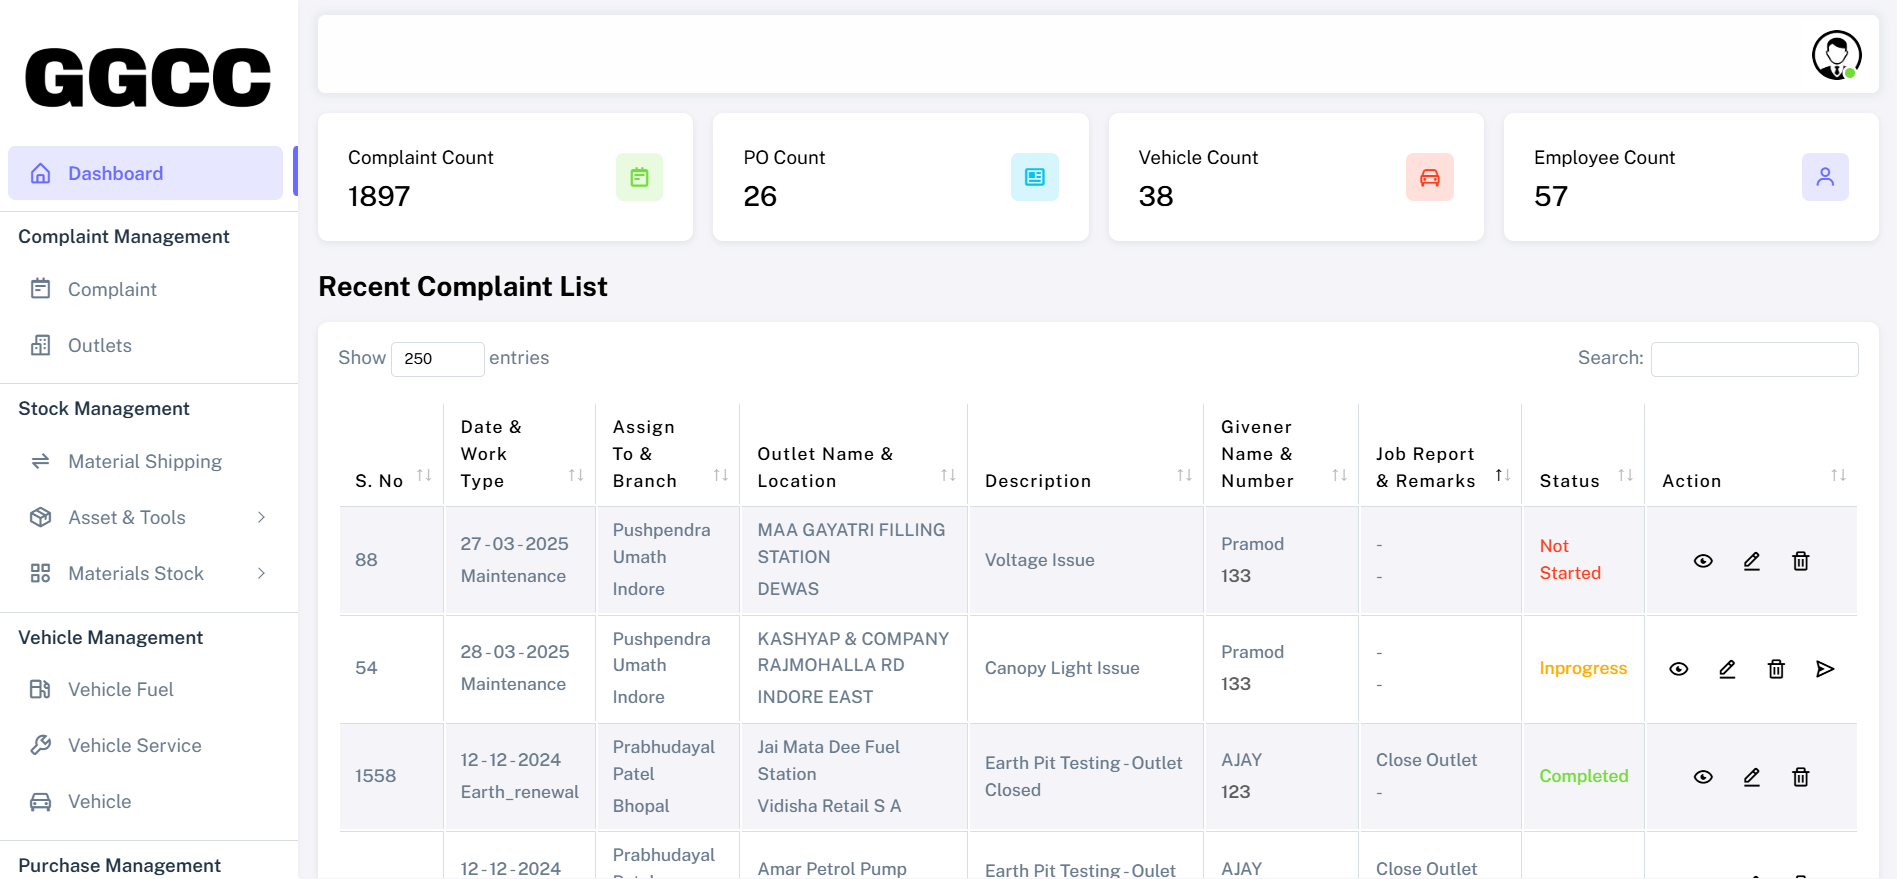 GGCC
Dashboard
Complaint Management
Complaint
Outlets
Stock Management
Material Shipping
Asset & Tools
Materials Stock
Vehicle Management
Vehicle Fuel
Vehicle Service
Vehicle
Purchase Management
Complaint Count
1897
PO Count
26
Vehicle Count
38
Employee Count
57
Recent Complaint List
Show 250 entries
Search:
S. No
Date &
Work
Type
Assign
To &
Branch
Outlet Name &
Location
Description
Givener
Name &
Number
Job Report
& Remarks
Status
Action
88
27-03-2025
Maintenance
Pushpendra
Umath
Indore
MAA GAYATRI FILLING
STATION
DEWAS
Voltage Issue
Pramod
133
-
-
Not
Started
54
28-03-2025
Maintenance
Pushpendra
Umath
Indore
KASHYAP & COMPANY
RAJMOHALLA RD
INDORE EAST
Canopy Light Issue
Pramod
133
-
-
Inprogress
1558
12-12-2024
Earth_renewal
Prabhudayal
Patel
Bhopal
Jai Mata Dee Fuel
Station
Vidisha Retail S A
Earth Pit Testing-Outlet
Closed
AJAY
123
Close Outlet
-
Completed
12-12-2024
Prabhudayal
Amar Petrol Pump
Earth Pit Testing-Oulet
AJAY
Close Outlet